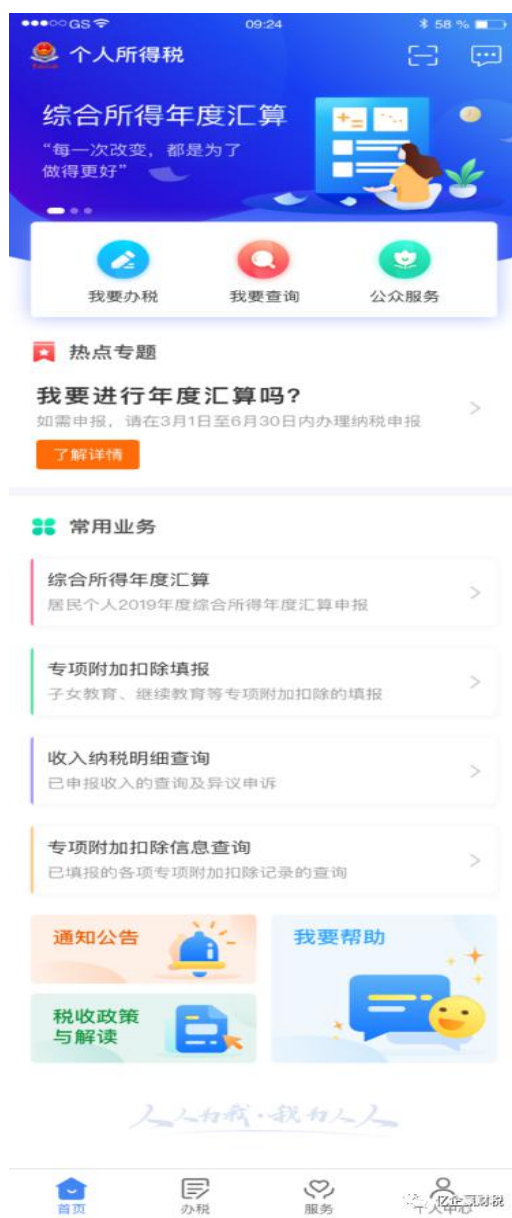 GS 09:24 58 %
个人所得税
综合所得年度汇算
“每一次改变，都是为了
做得更好”
我要办税 我要查询 公众服务
热点专题
我要进行年度汇算吗?
如需申报，请在3月1日至6月30日内办理纳税申报
了解详情
常用业务
综合所得年度汇算
居民个人2019年度综合所得年度汇算申报
专项附加扣除填报
子女教育、继续教育等专项附加扣除的填报
收入纳税明细查询
已申报收入的查询及异议申诉
专项附加扣除信息查询
已填报的各项专项附加扣除记录的查询
通知公告
我要帮助
税收政策
与解读
人人为我·我为人人
首页 办税 服务 个人中心
亿企赢财税